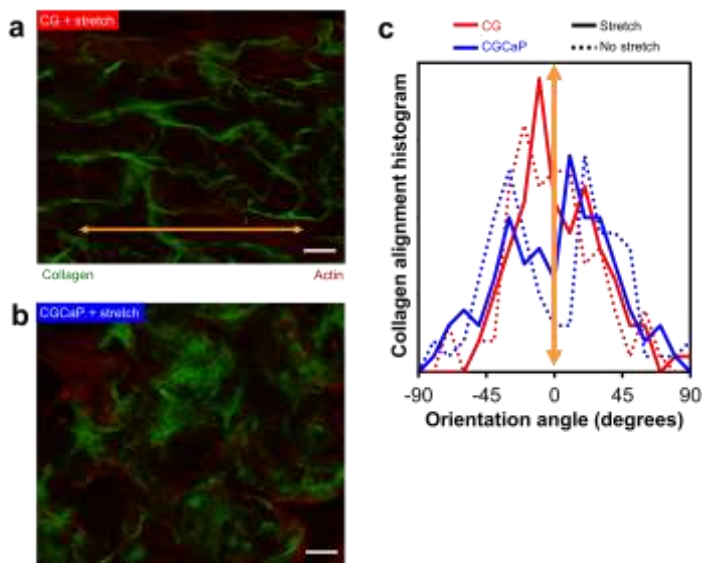 a
CG + stretch
Collagen
Actin
b
CGCaP + stretch
c
CG
Stretch
CGCaP
No stretch
Collagen alignment histogram
-90 -45 0 45 90
Orientation angle (degrees)